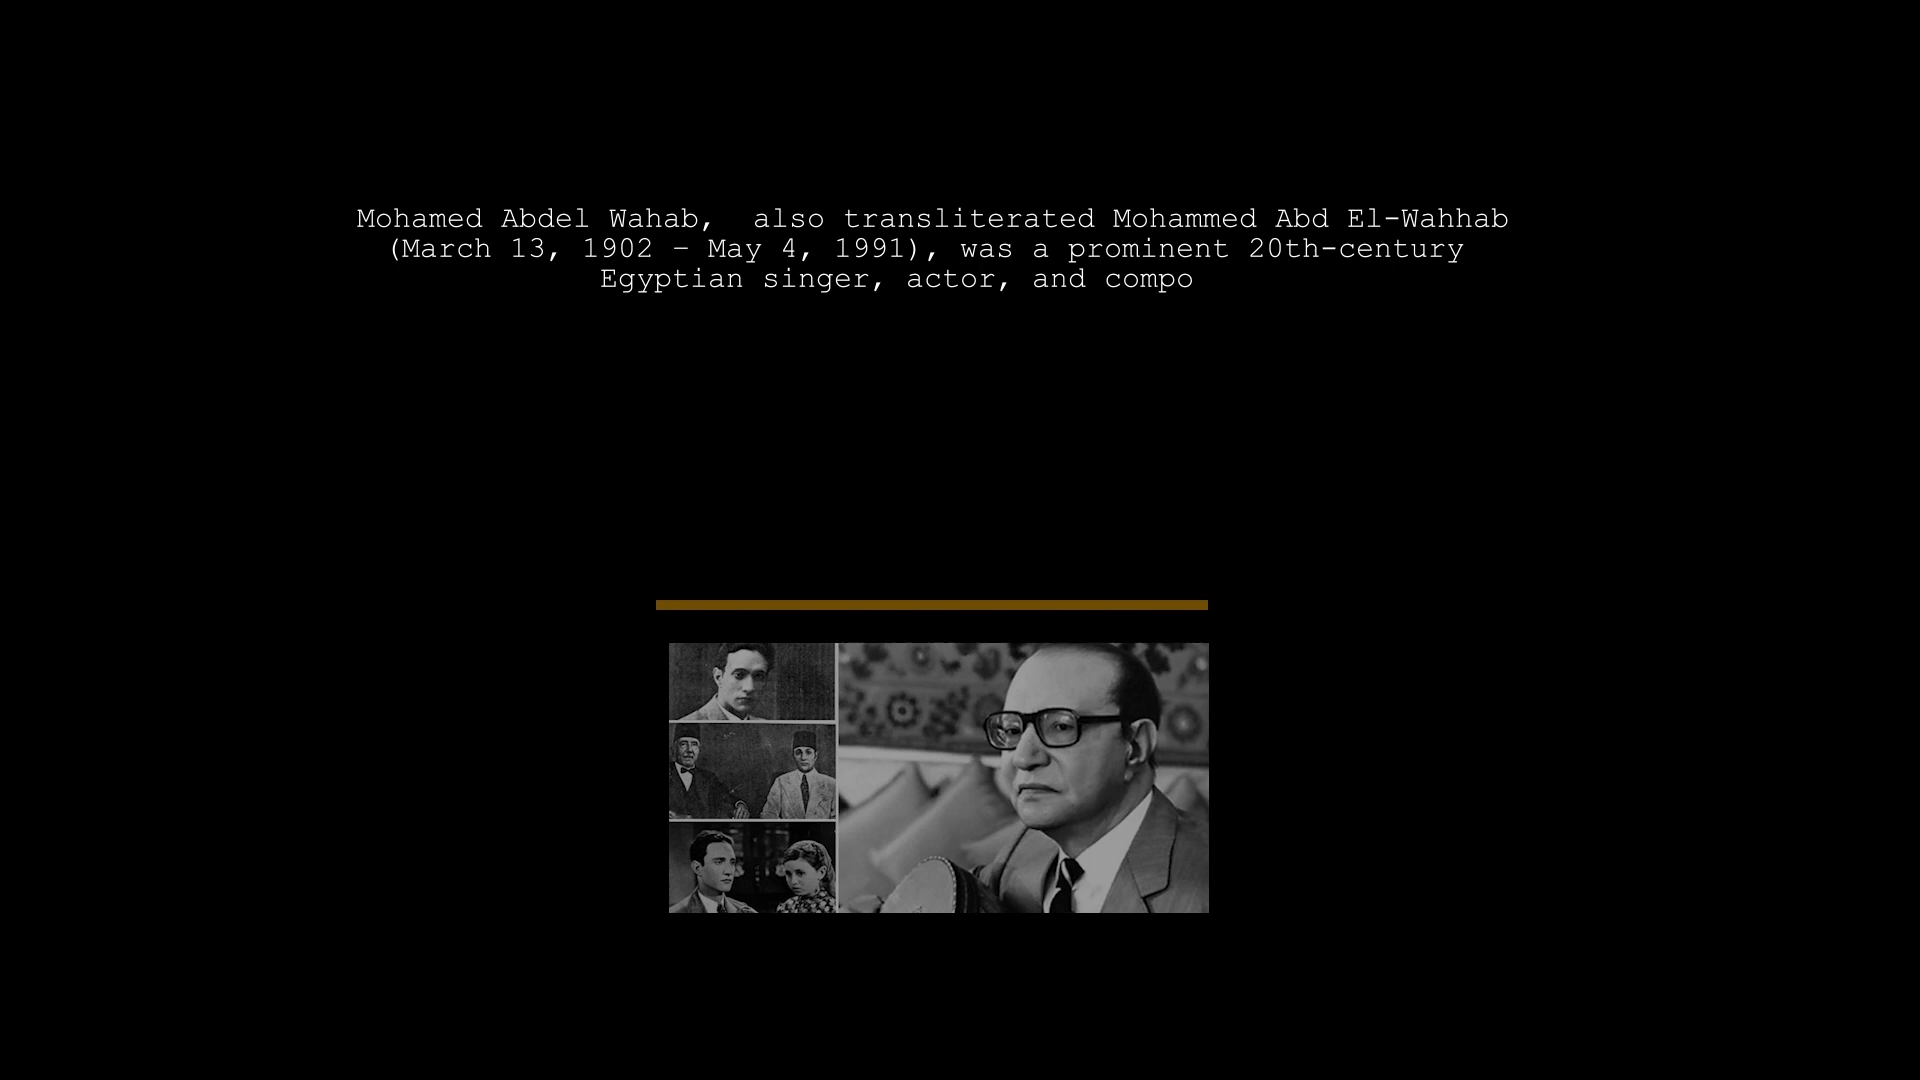 Mohamed Abdel Wahab,  also transliterated Mohammed Abd El-Wahhab
(March 13, 1902 – May 4, 1991), was a prominent 20th-century
Egyptian singer, actor, and compo